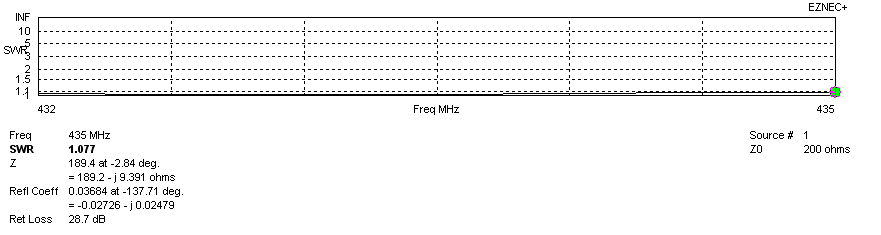 EZNEC+
INF
10
5
SWR
3
2
1.5
1.1
1
432 Freq MHz 435
Freq 435 MHz Source # 1
SWR 1.077 Z0 200 ohms
Z 189.4 at -2.84 deg.
= 189.2 - j 9.391 ohms
Refl Coeff 0.03684 at -137.71 deg.
= -0.02726 - j 0.02479
Ret Loss 28.7 dB